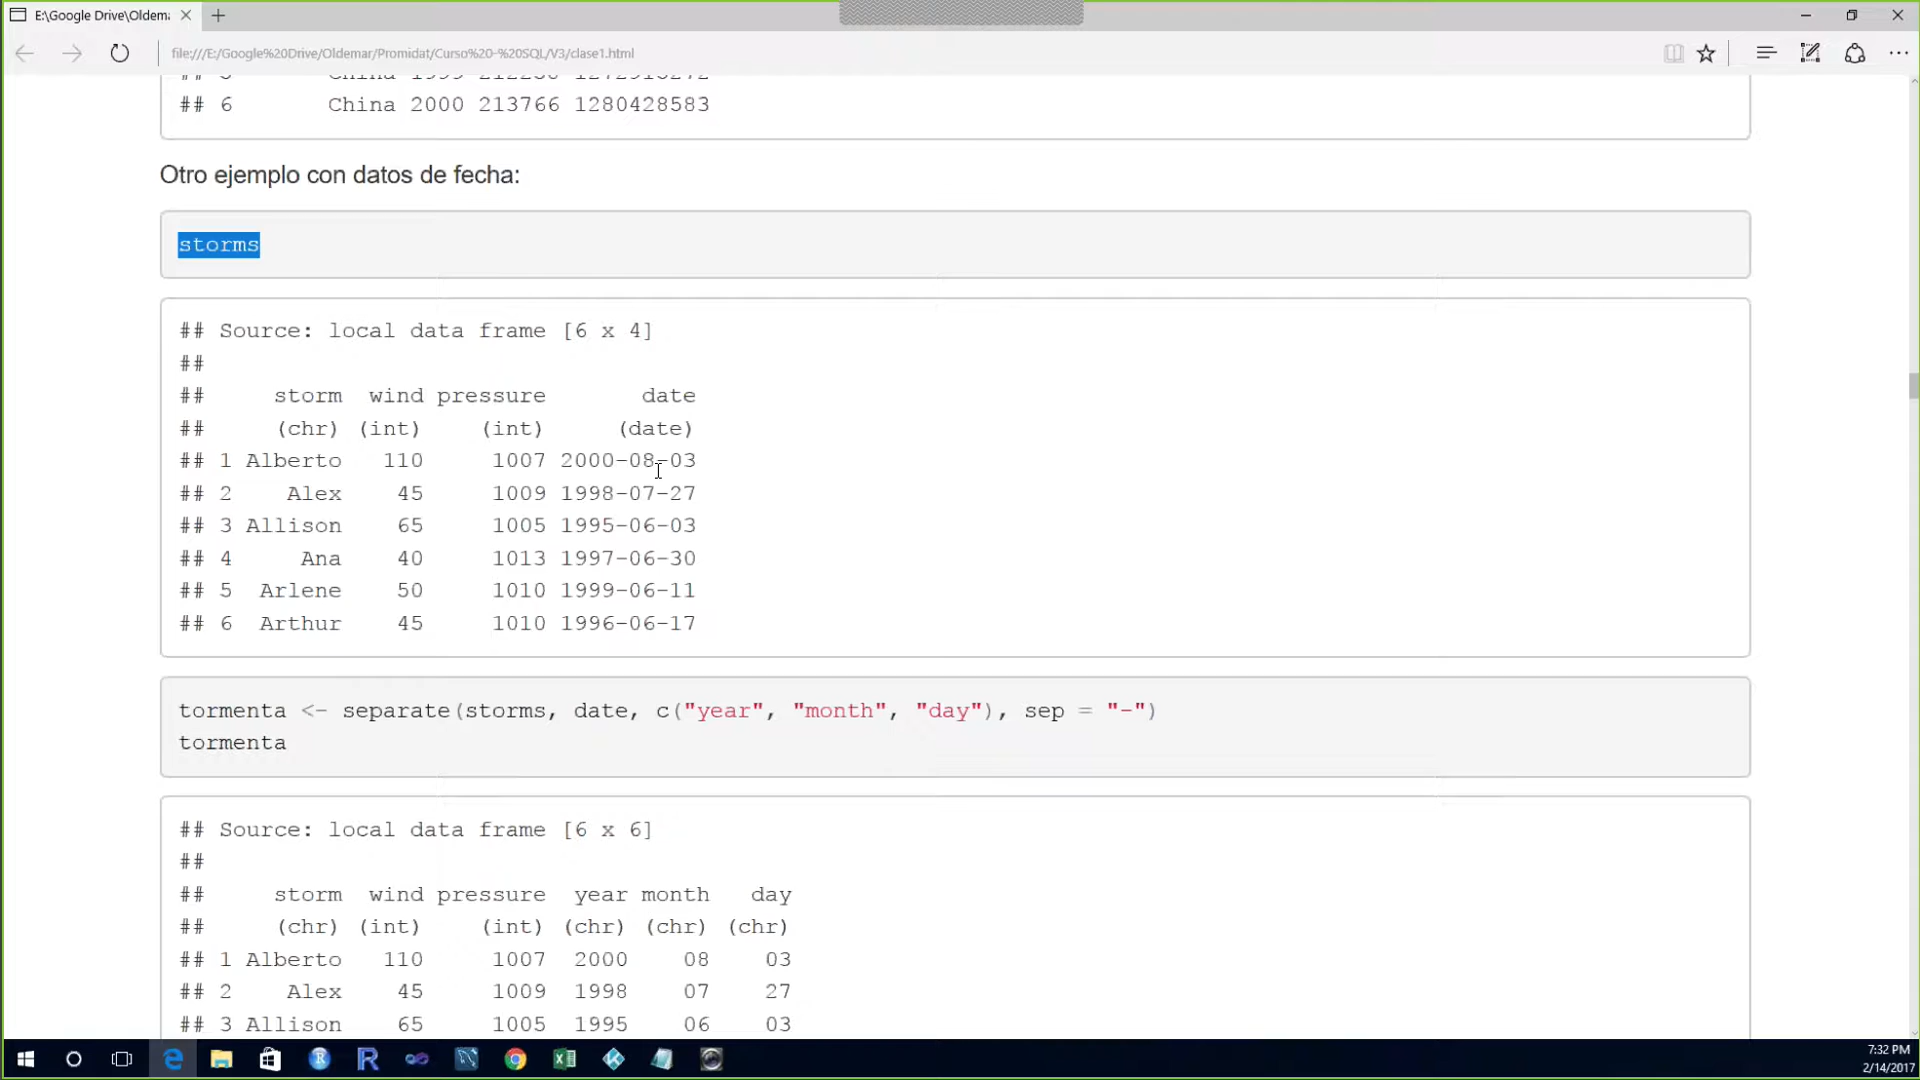 E:\Google Drive\Oldema
file:///E:/Google%20Drive/Oldemar/Promidat/Curso%20-%20SQL/V3/clase1.html
## 6 China 2000 213766 1280428583
Otro ejemplo con datos de fecha:
storms
## Source: local data frame [6 x 4]
##
## storm wind pressure date
## (chr) (int) (int) (date)
## 1 Alberto 110 1007 2000-08-03
## 2 Alex 45 1009 1998-07-27
## 3 Allison 65 1005 1995-06-03
## 4 Ana 40 1013 1997-06-30
## 5 Arlene 50 1010 1999-06-11
## 6 Arthur 45 1010 1996-06-17
tormenta <- separate(storms, date, c("year", "month", "day"), sep = "-")
tormenta
## Source: local data frame [6 x 6]
##
## storm wind pressure year month day
## (chr) (int) (int) (chr) (chr) (chr)
## 1 Alberto 110 1007 2000 08 03
## 2 Alex 45 1009 1998 07 27
## 3 Allison 65 1005 1995 06 03
7:32 PM
2/14/2017